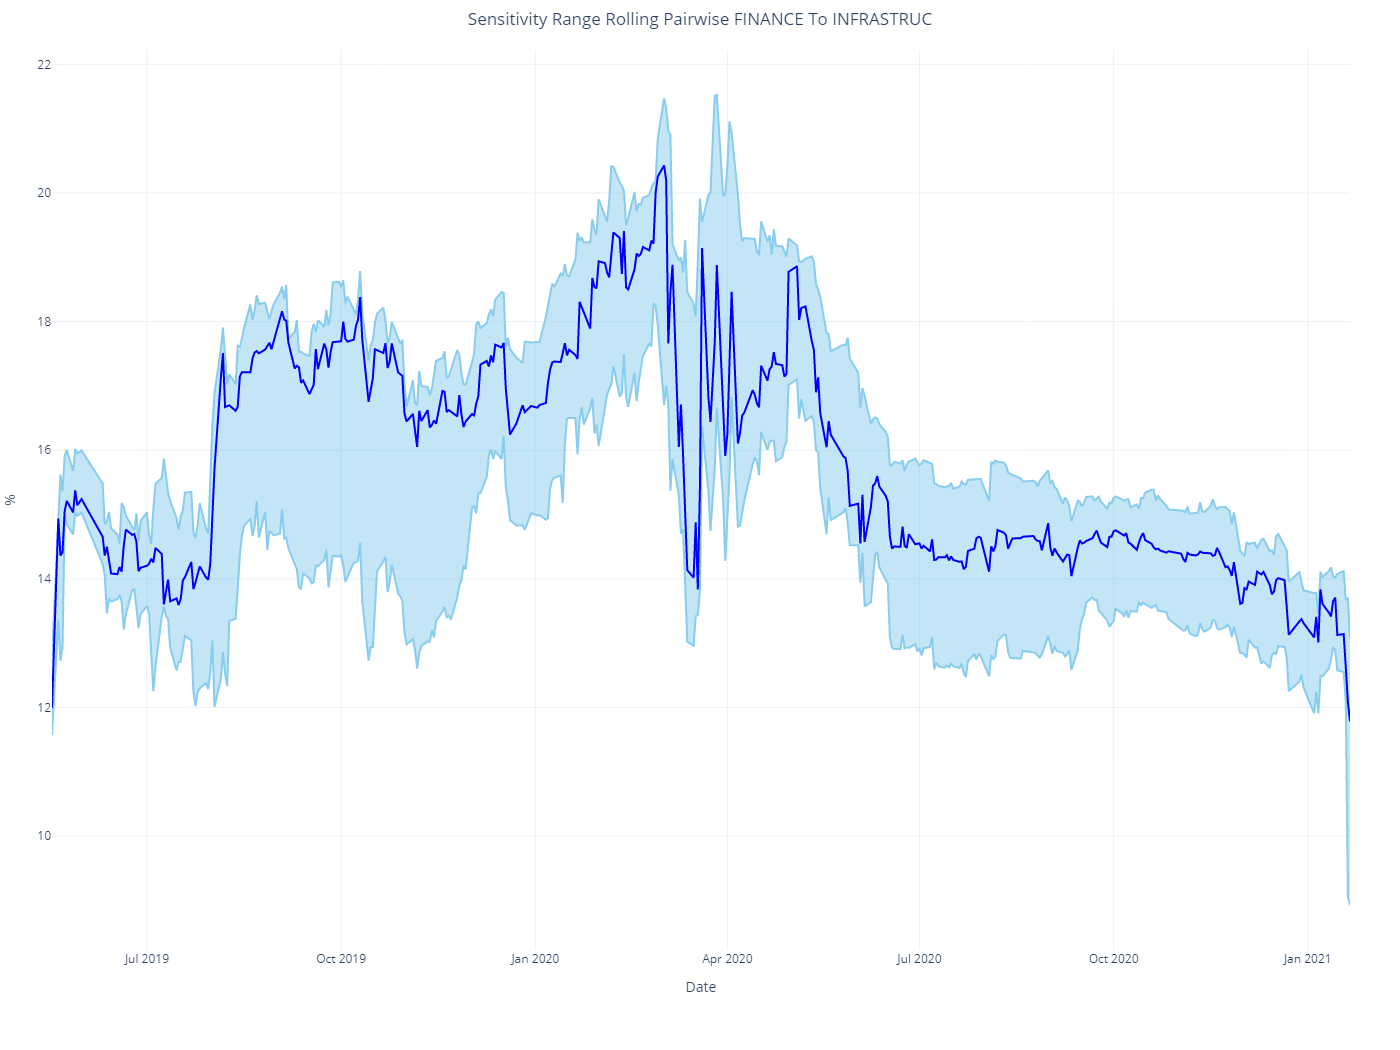 Sensitivity Range Rolling Pairwise FINANCE To INFRASTRUC
22
20
18
16
14
12
10
%
Jul 2019 Oct 2019 Jan 2020 Apr 2020 Jul 2020 Oct 2020 Jan 2021
Date